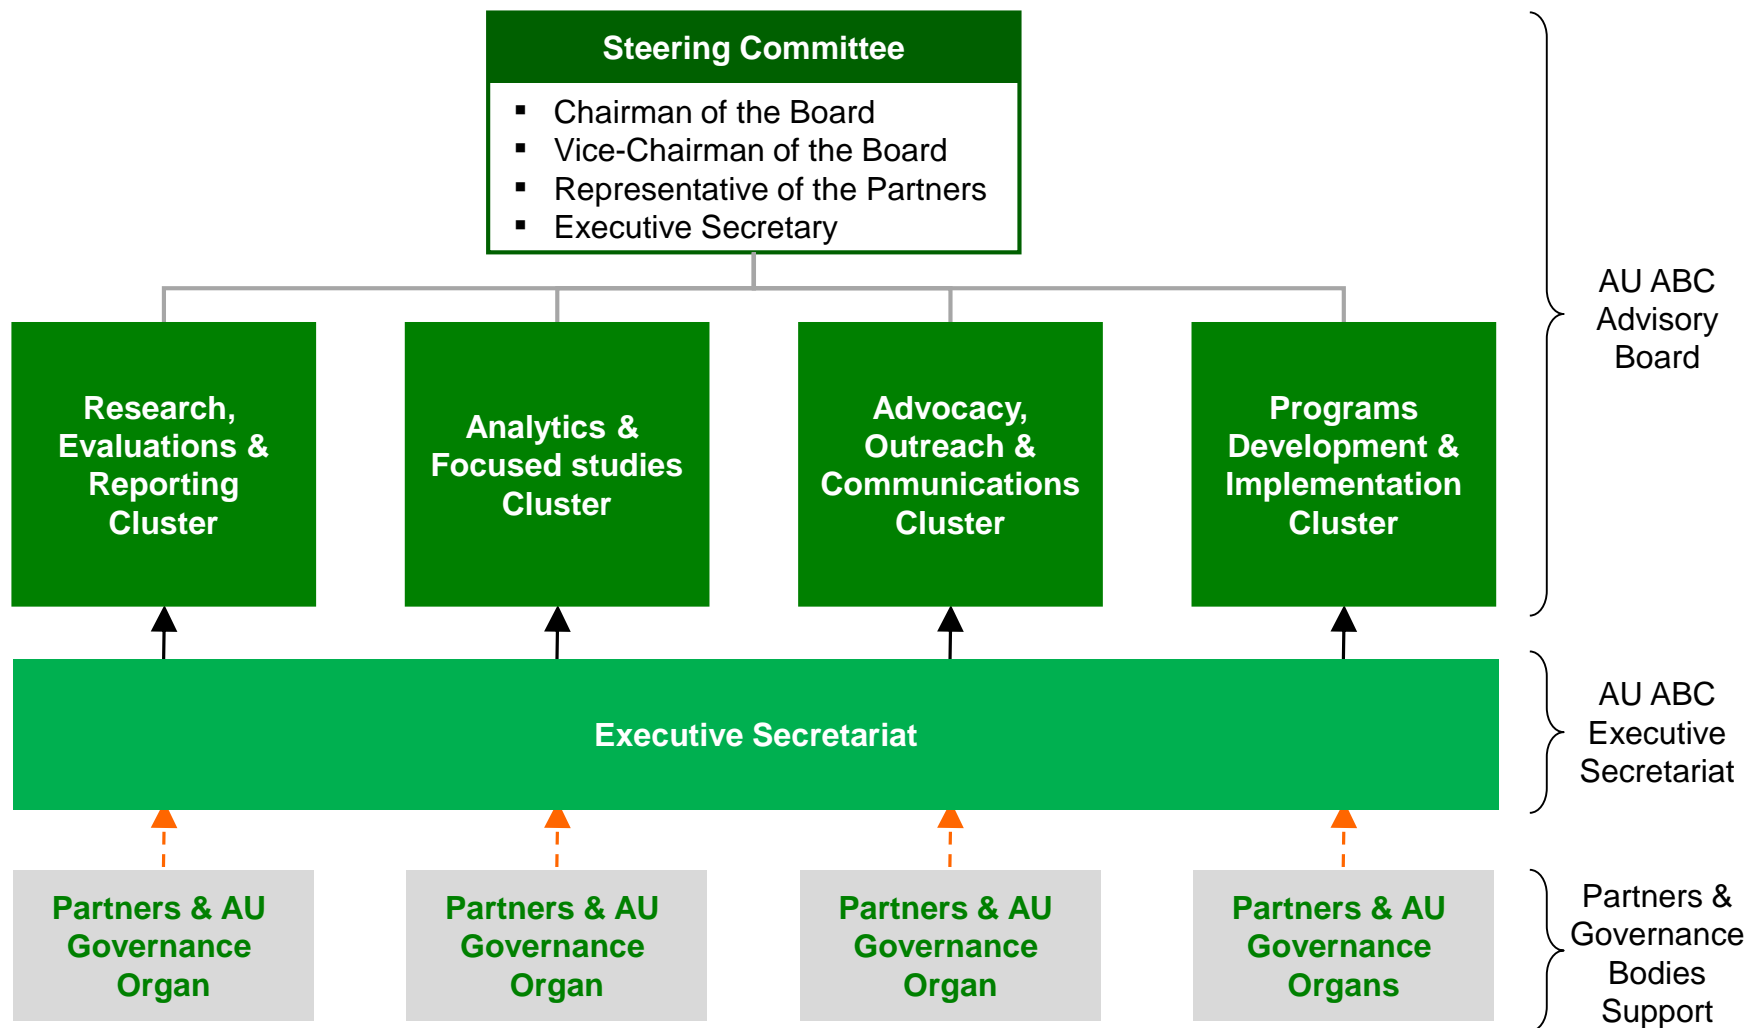 Steering Committee
▪ Chairman of the Board
▪ Vice-Chairman of the Board
▪ Representative of the Partners
▪ Executive Secretary
AU ABC
Advisory
Board
Research,
Evaluations &
Reporting
Cluster
Analytics &
Focused studies
Cluster
Advocacy,
Outreach &
Communications
Cluster
Programs
Development &
Implementation
Cluster
Executive Secretariat
AU ABC
Executive
Secretariat
Partners & AU
Governance
Organ
Partners & AU
Governance
Organ
Partners & AU
Governance
Organ
Partners & AU
Governance
Organs
Partners &
Governance
Bodies
Support